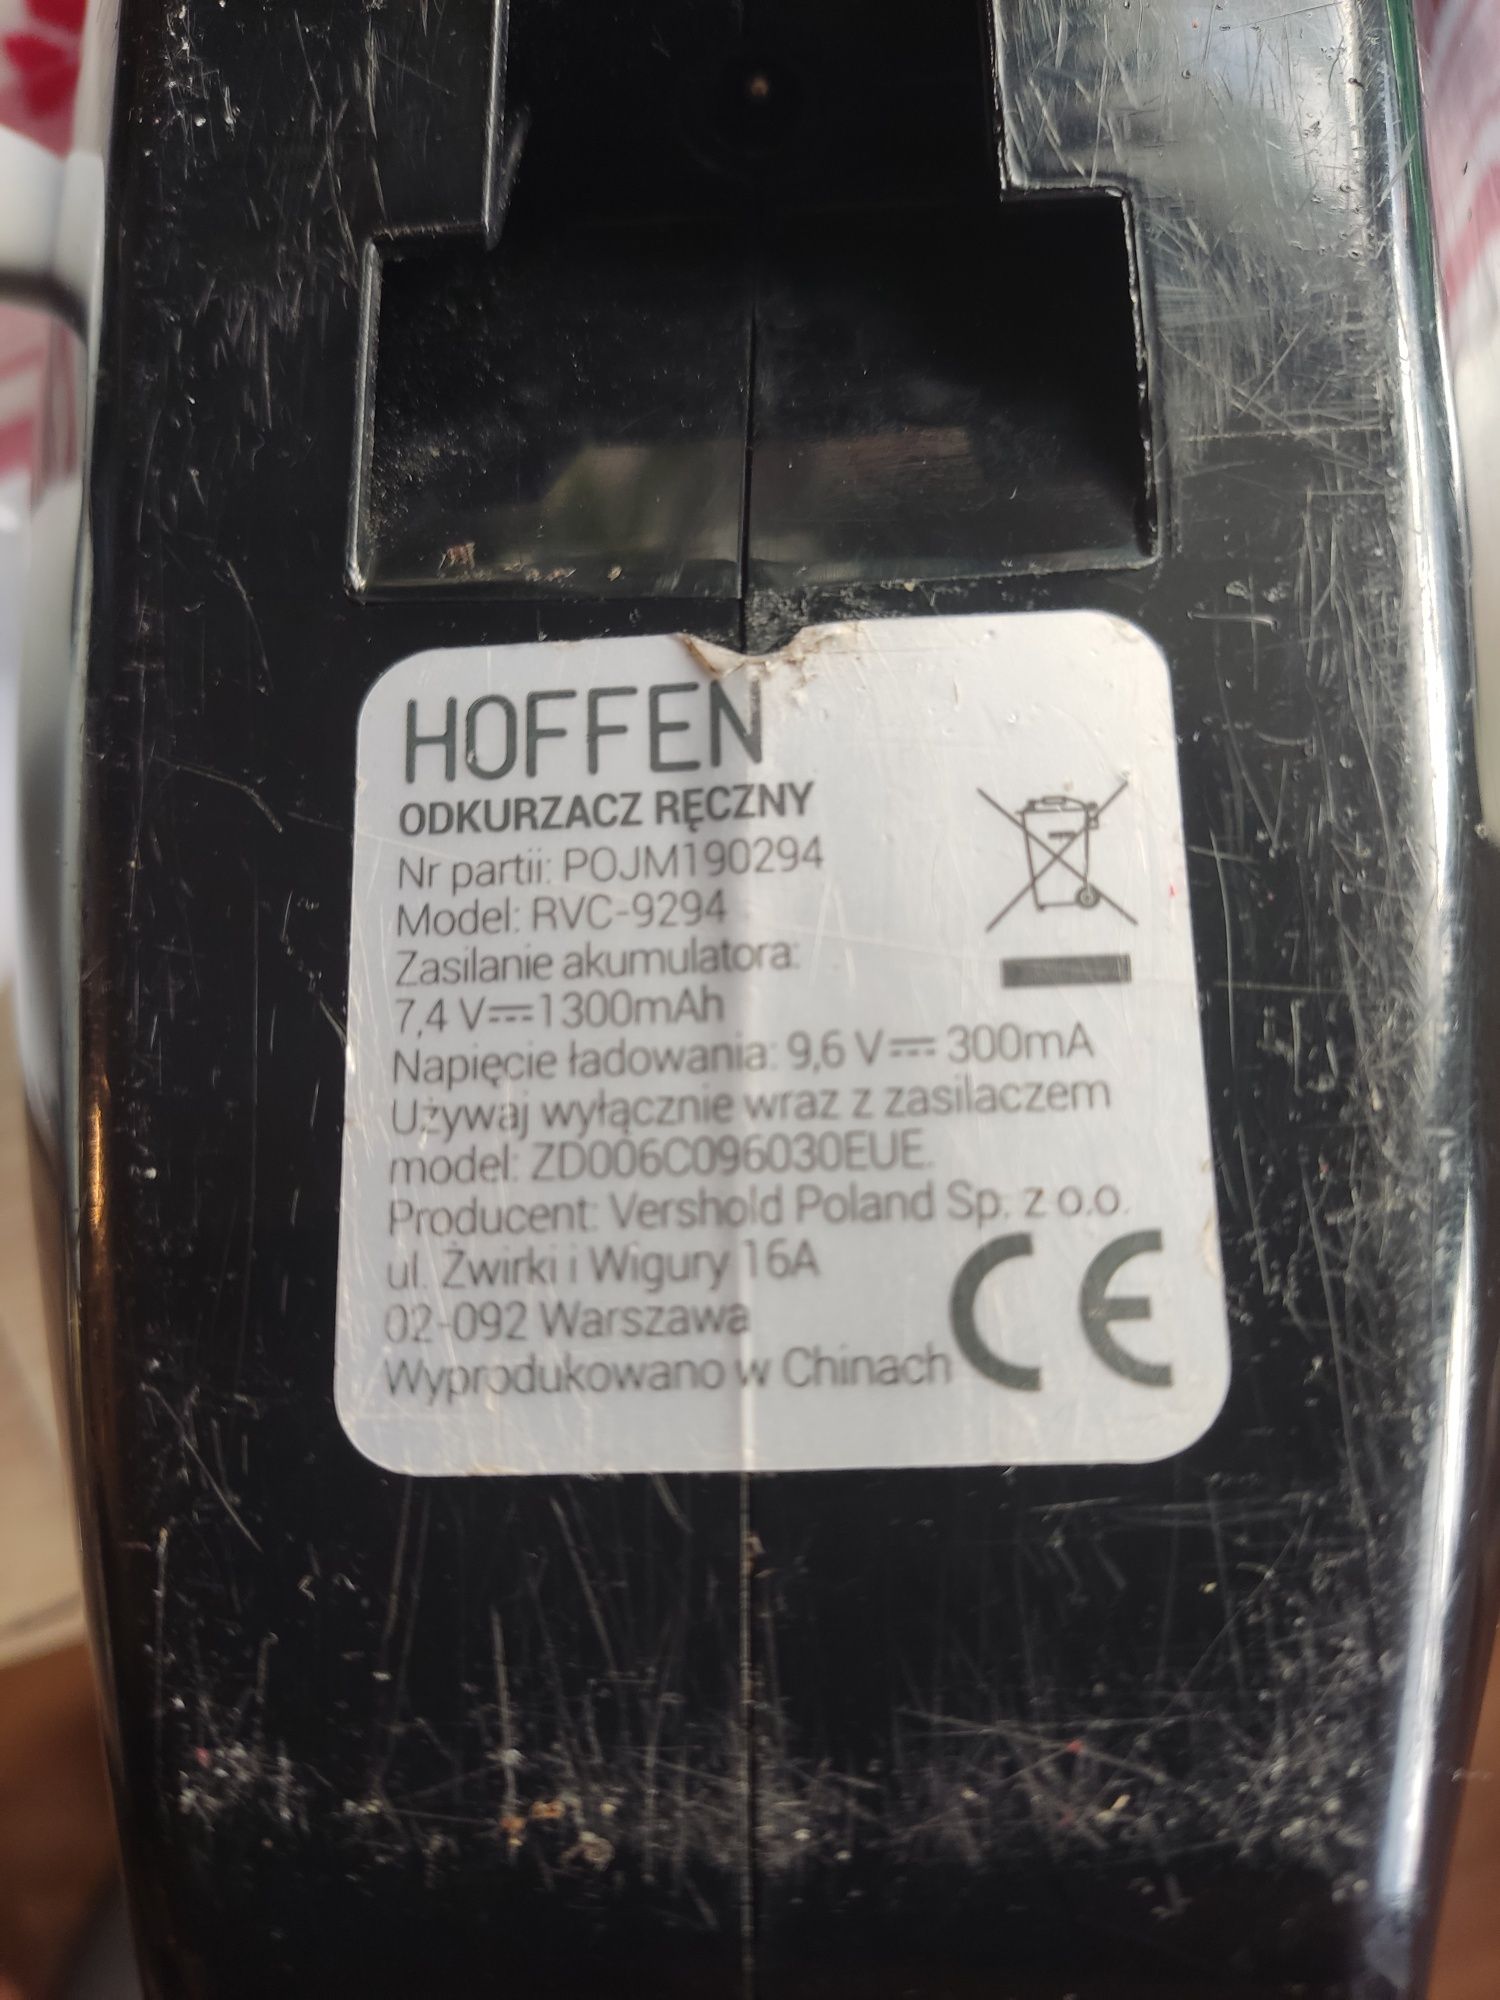 HOFFEN
ODKURZACZ RĘCZNY
Nr partii: POJM190294
Model: RVC-9294
Zasilanie akumulatora:
7,4 V⎓1300mAh
Napięcie ładowania: 9,6 V⎓ 300mA
Używaj wyłącznie wraz z zasilaczem
model: ZD006C096030EUE.
Producent: Vershold Poland Sp. z o.o.
ul. Żwirki i Wigury 16A
02-092 Warszawa
Wyprodukowano w Chinach
CE